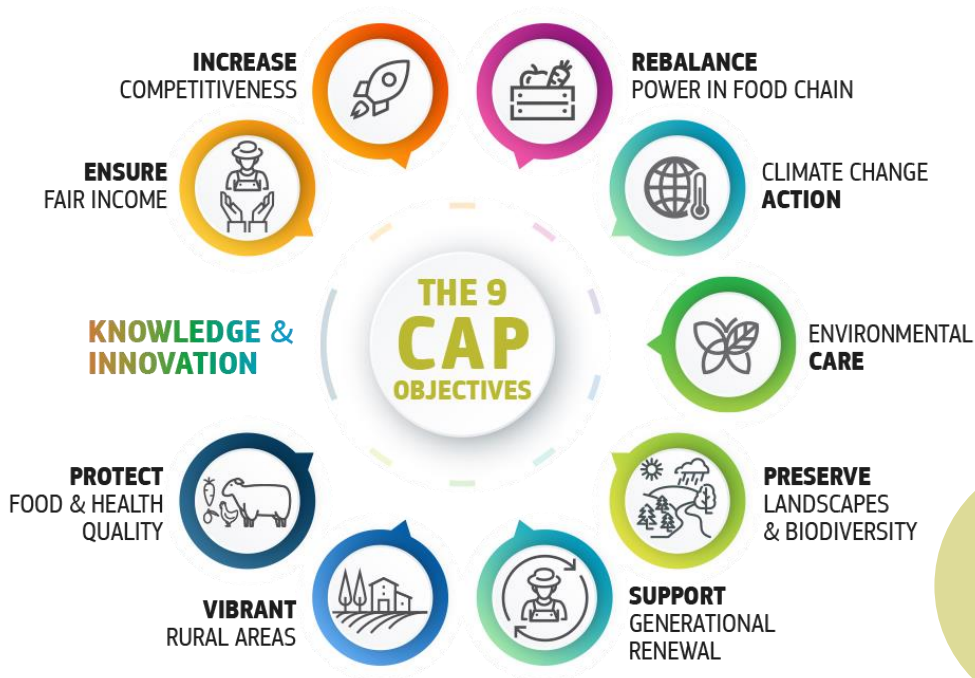 THE 9
CAP
OBJECTIVES
INCREASE
COMPETITIVENESS
REBALANCE
POWER IN FOOD CHAIN
ENSURE
FAIR INCOME
CLIMATE CHANGE
ACTION
KNOWLEDGE &
INNOVATION
ENVIRONMENTAL
CARE
PROTECT
FOOD & HEALTH
QUALITY
PRESERVE
LANDSCAPES
& BIODIVERSITY
VIBRANT
RURAL AREAS
SUPPORT
GENERATIONAL
RENEWAL